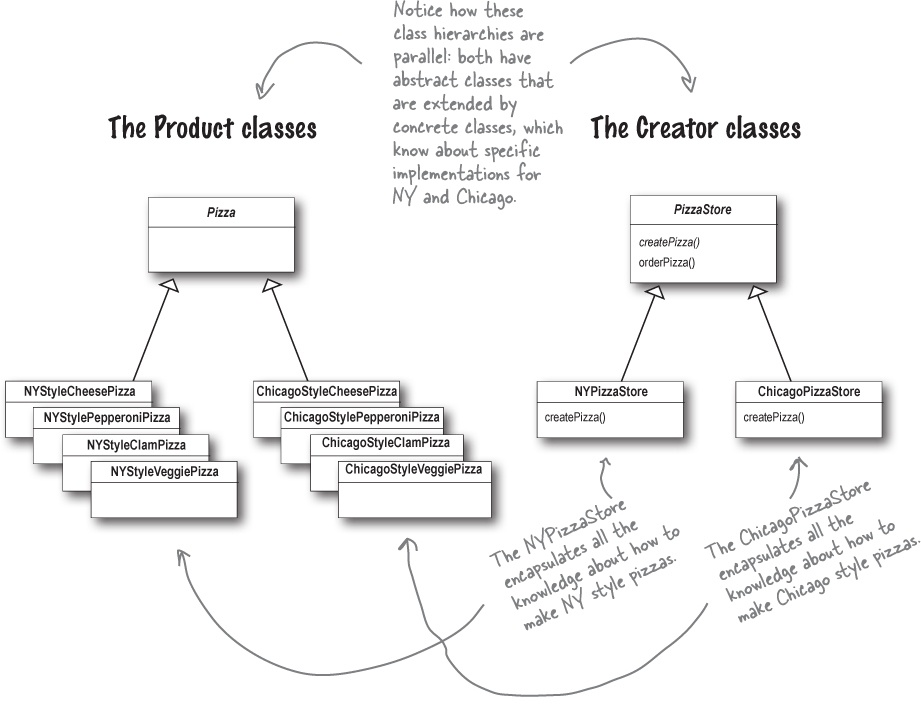 Notice how these
class hierarchies are
parallel: both have
abstract classes that
are extended by
concrete classes, which
know about specific
implementations for
NY and Chicago.
The Product classes
The Creator classes
Pizza
PizzaStore
createPizza()
orderPizza()
NYStyleCheesePizza
NYStylePepperoniPizza
NYStyleClamPizza
NYStyleVeggiePizza
ChicagoStyleCheesePizza
ChicagoStylePepperoniPizza
ChicagoStyleClamPizza
ChicagoStyleVeggiePizza
NYPizzaStore
createPizza()
ChicagoPizzaStore
createPizza()
The NYPizzaStore
encapsulates all the
knowledge about how to
make NY style pizzas.
The ChicagoPizzaStore
encapsulates all the
knowledge about how to
make Chicago style pizzas.